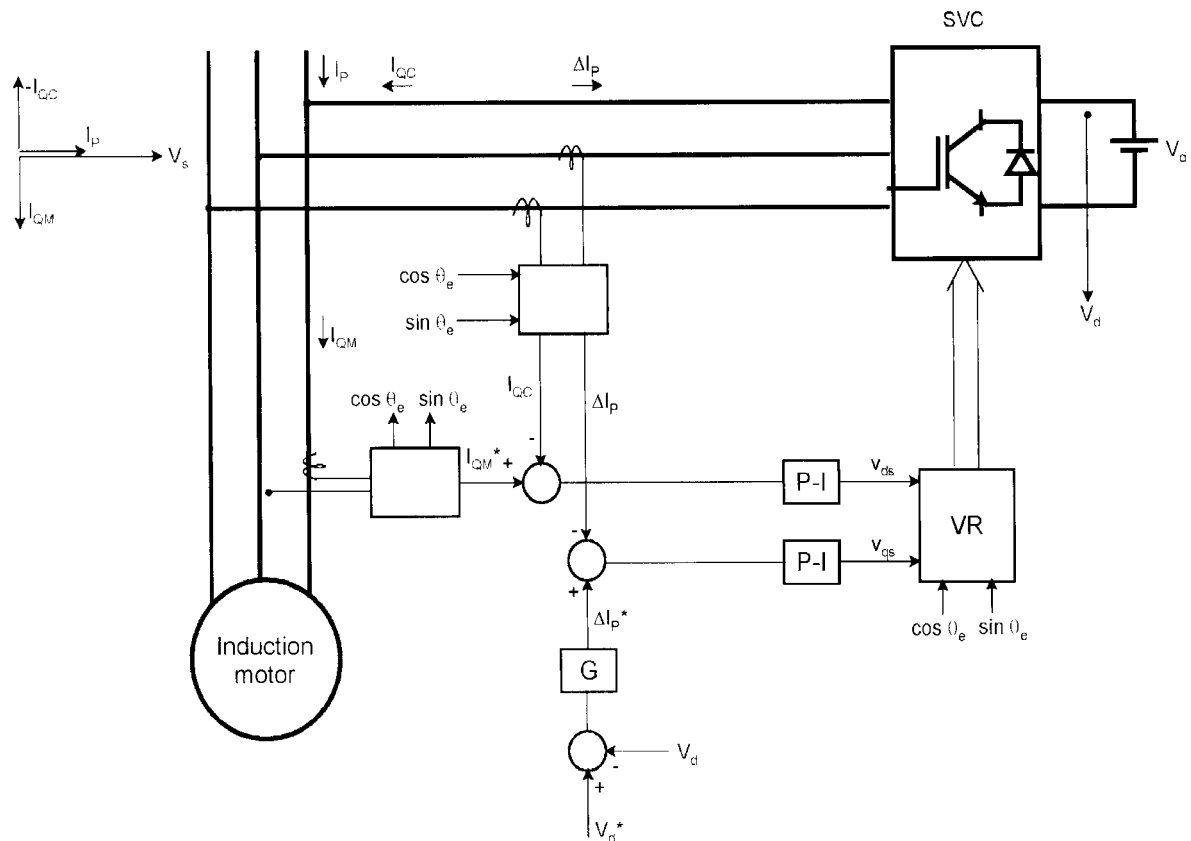 SVC
I_P
I_QC
ΔI_P
-I_QC
I_P
V_s
I_QM
V_d
V_d
cos θ_e
sin θ_e
I_QM
I_QC
ΔI_P
cos θ_e
sin θ_e
I_QM*
+
-
P-I
v_ds
VR
-
+
P-I
v_qs
cos θ_e
sin θ_e
ΔI_P*
G
Induction
motor
-
V_d
+
V_d*